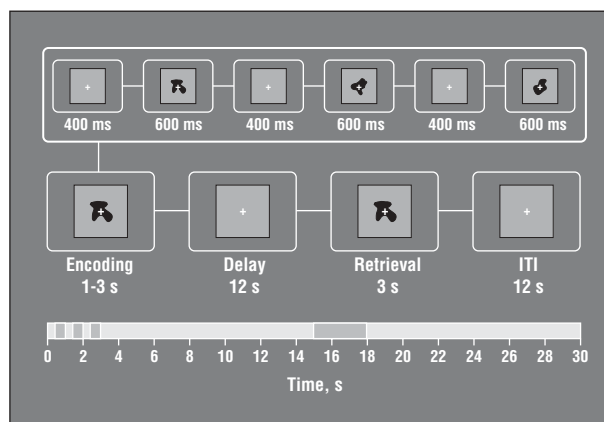 400 ms 600 ms 400 ms 600 ms 400 ms 600 ms
Encoding Delay Retrieval ITI
1-3 s 12 s 3 s 12 s
0 2 4 6 8 10 12 14 16 18 20 22 24 26 28 30
Time, s